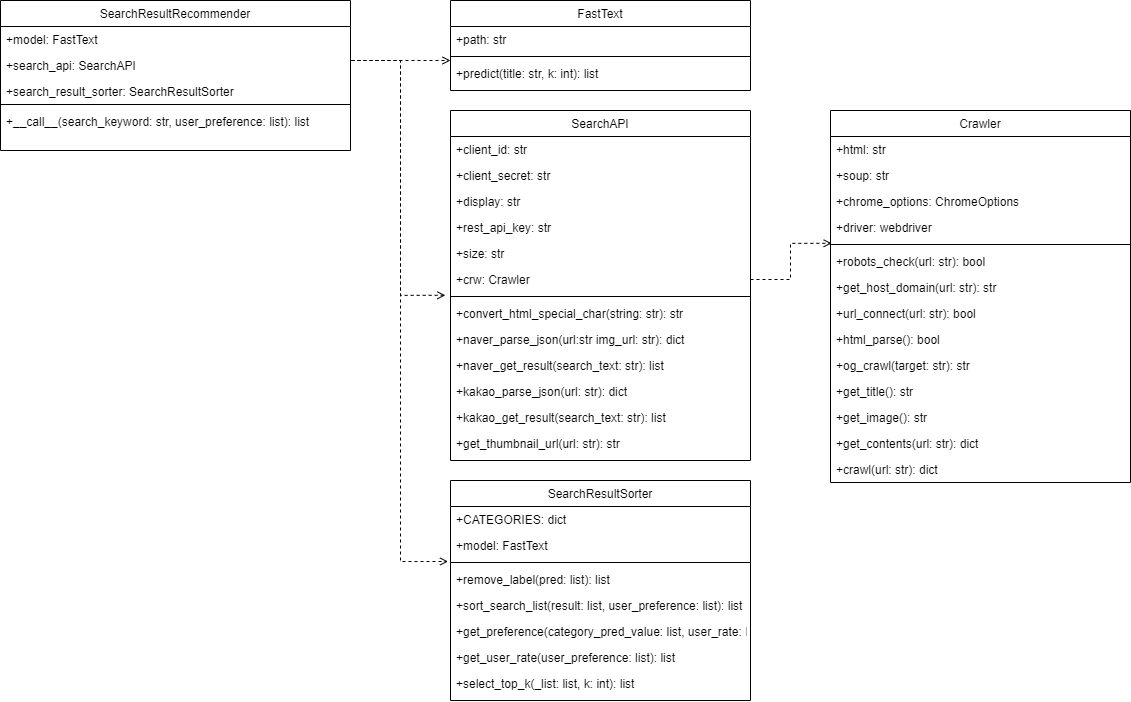 SearchResultRecommender
+model: FastText
+search_api: SearchAPI
+search_result_sorter: SearchResultSorter
+__call__(search_keyword: str, user_preference: list): list
FastText
+path: str
+predict(title: str, k: int): list
SearchAPI
+client_id: str
+client_secret: str
+display: str
+rest_api_key: str
+size: str
+crw: Crawler
+convert_html_special_char(string: str): str
+naver_parse_json(url:str img_url: str): dict
+naver_get_result(search_text: str): list
+kakao_parse_json(url: str): dict
+kakao_get_result(search_text: str): list
+get_thumbnail_url(url: str): str
Crawler
+html: str
+soup: str
+chrome_options: ChromeOptions
+driver: webdriver
+robots_check(url: str): bool
+get_host_domain(url: str): str
+url_connect(url: str): bool
+html_parse(): bool
+og_crawl(target: str): str
+get_title(): str
+get_image(): str
+get_contents(url: str): dict
+crawl(url: str): dict
SearchResultSorter
+CATEGORIES: dict
+model: FastText
+remove_label(pred: list): list
+sort_search_list(result: list, user_preference: list): list
+get_preference(category_pred_value: list, user_rate:
+get_user_rate(user_preference: list): list
+select_top_k(_list: list, k: int): list